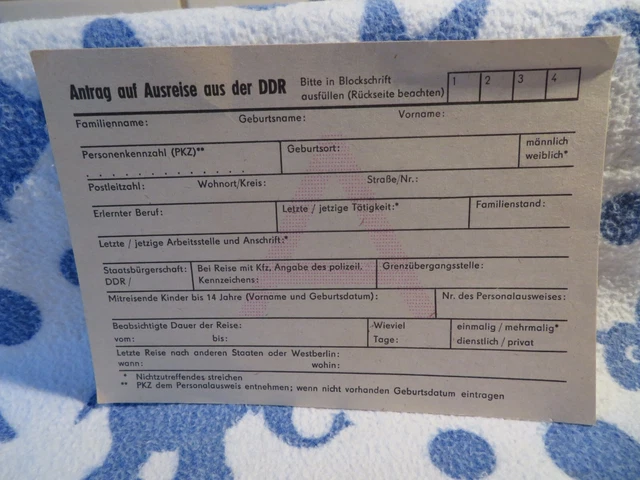 Antrag auf Ausreise aus der DDR
Bitte in Blockschrift
ausfüllen (Rückseite beachten)
1 2 3 4
Familienname: Geburtsname: Vorname:
Personenkennzahl (PKZ)** Geburtsort: männlich
weiblich*
Postleitzahl: Wohnort/Kreis: Straße/Nr.:
Erlernter Beruf: Letzte / jetzige Tätigkeit:* Familienstand:
Letzte / jetzige Arbeitsstelle und Anschrift:*
Staatsbürgerschaft: Bei Reise mit Kfz, Angabe des polizeil. Grenzübergangsstelle:
DDR / Kennzeichens:
Mitreisende Kinder bis 14 Jahre (Vorname und Geburtsdatum): Nr. des Personalausweises:
Beabsichtigte Dauer der Reise: Wieviel einmalig / mehrmalig*
vom: bis: Tage: dienstlich / privat
Letzte Reise nach anderen Staaten oder Westberlin:
wann: wohin:
* Nichtzutreffendes streichen
** PKZ dem Personalausweis entnehmen; wenn nicht vorhanden Geburtsdatum eintragen